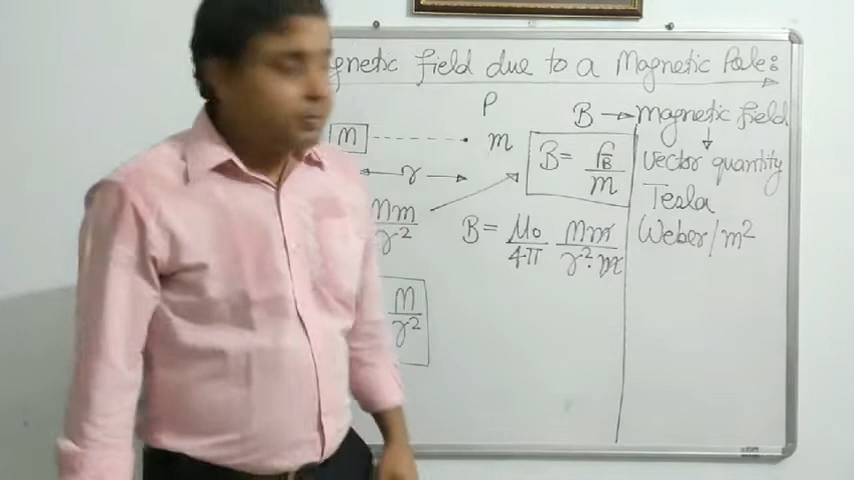 gnetic field due to a Magnetic Pole:
P
M m
r
Mm/r²
M/r²
B = F_B/m
B = μ₀/4π Mm/r²·m
B → Magnetic field
Vector quantity
Tesla
Weber/m²